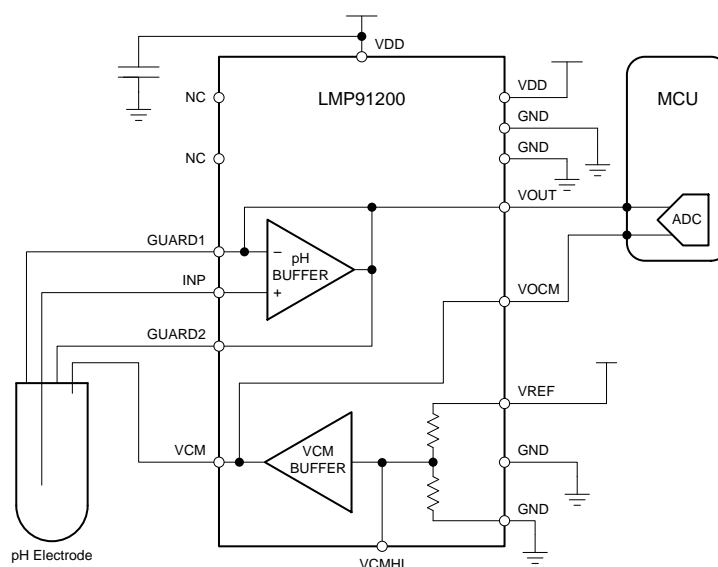 VDD
NC
LMP91200
VDD
MCU
GND
NC
GND
VOUT
ADC
GUARD1
−
pH
BUFFER
INP
+
VOCM
GUARD2
VREF
VCM
VCM
BUFFER
GND
GND
pH Electrode
VCMHI